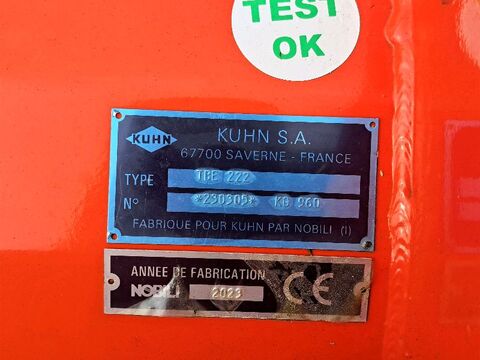 TEST
OK
KUHN
KUHN S.A.
67700 SAVERNE - FRANCE
TYPE TBE 222
N° *230305* KG 960
FABRIQUE POUR KUHN PAR NOBILI (I)
ANNEE DE FABRICATION
NOBILI 2023
CE